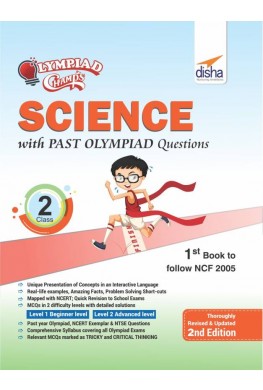 OLYMPIAD
CHAMPS
disha
SCIENCE
with PAST OLYMPIAD Questions
2
Class
1st Book to
follow NCF 2005
Unique Presentation of Concepts in an Interactive Language
Real-life examples, Amazing Facts, Problem Solving Short-cuts
Mapped with NCERT; Quick Revision to School Exams
MCQs in 2 difficulty levels with detailed solutions
Level 1 Beginner level Level 2 Advanced level
Past year Olympiad, NCERT Exemplar & NTSE Questions
Comprehensive Syllabus covering all Olympiad Exams
Relevant MCQs marked as TRICKY and CRITICAL THINKING
Thoroughly
Revised & Updated
2nd Edition